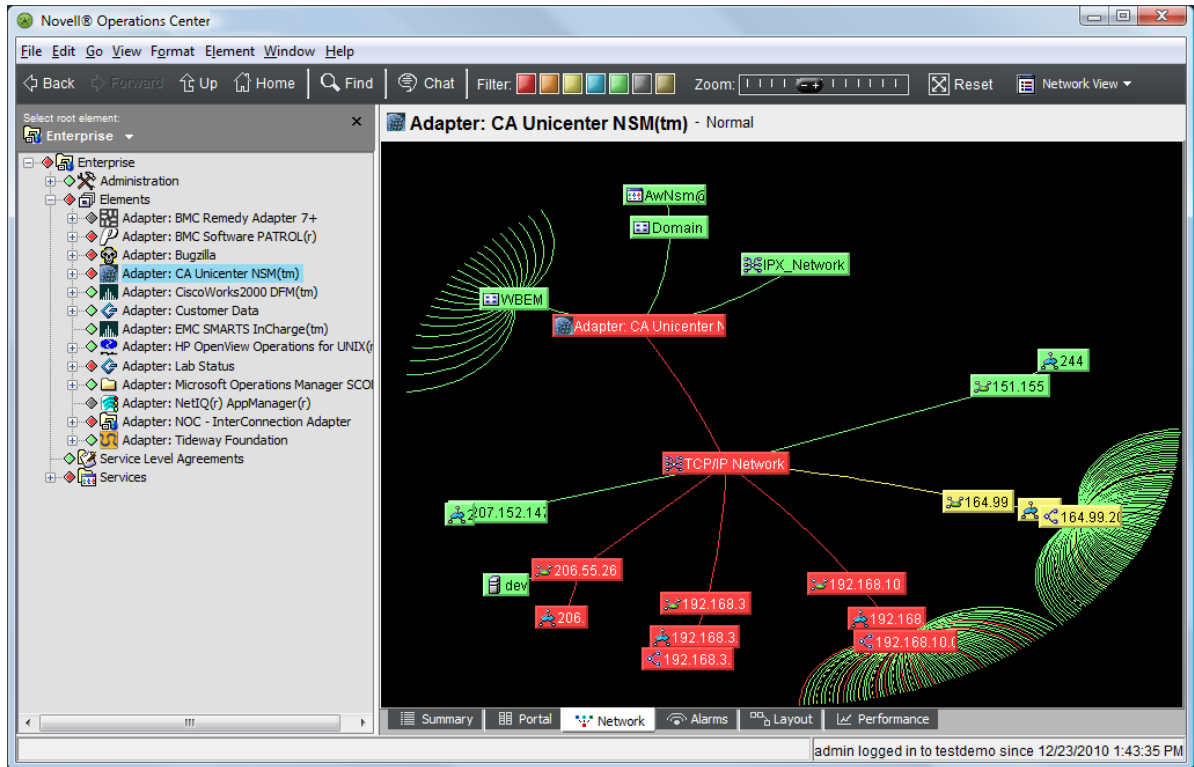 Novell® Operations Center
File Edit Go View Format Element Window Help
Back Forward Up Home Find Chat Filter: Zoom: Reset Network View
Select root element:
Enterprise
Enterprise
Administration
Elements
Adapter: BMC Remedy Adapter 7+
Adapter: BMC Software PATROL(r)
Adapter: Bugzilla
Adapter: CA Unicenter NSM(tm)
Adapter: CiscoWorks2000 DFM(tm)
Adapter: Customer Data
Adapter: EMC SMARTS InCharge(tm)
Adapter: HP OpenView Operations for UNIX(r
Adapter: Lab Status
Adapter: Microsoft Operations Manager SCO
Adapter: NetIQ(r) AppManager(r)
Adapter: NOC - InterConnection Adapter
Adapter: Tideway Foundation
Service Level Agreements
Services
Adapter: CA Unicenter NSM(tm) - Normal
AwNsm@
Domain
IPX_Network
WBEM
Adapter: CA Unicenter N
244
151.155
TCP/IP Network
164.99
164.99.20
207.152.147
206.55.26
dev
206.
192.168.3
192.168.3.
192.168.3.
192.168.10
192.168.
192.168.10.0
Summary Portal Network Alarms Layout Performance
admin logged in to testdemo since 12/23/2010 1:43:35 PM